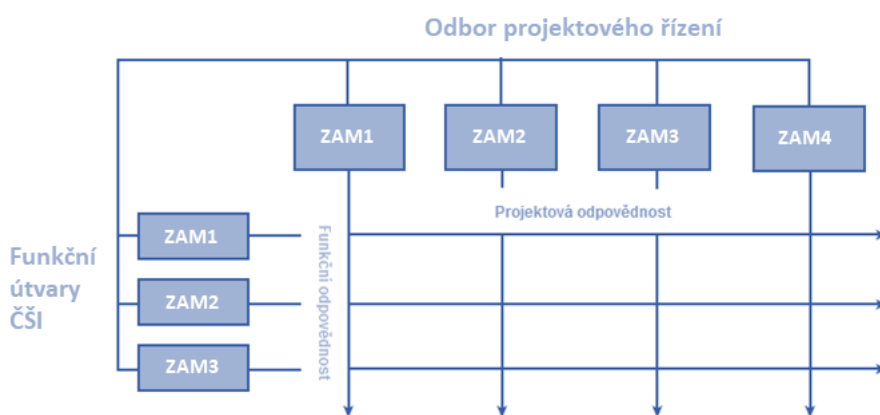 Odbor projektového řízení
ZAM1
ZAM2
ZAM3
ZAM4
Projektová odpovědnost
Funkční odpovědnost
Funkční
útvary
ČŠI
ZAM1
ZAM2
ZAM3